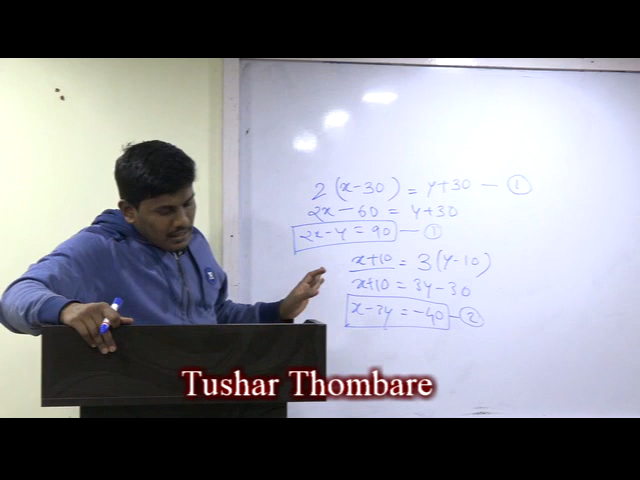 2 (x-30) = y+30 — 1
2x - 60 = y+30
2x-y = 90 — 1
x+10 = 3(y-10)
x+10 = 3y-30
x-3y = -40 — 2
Tushar Thombare